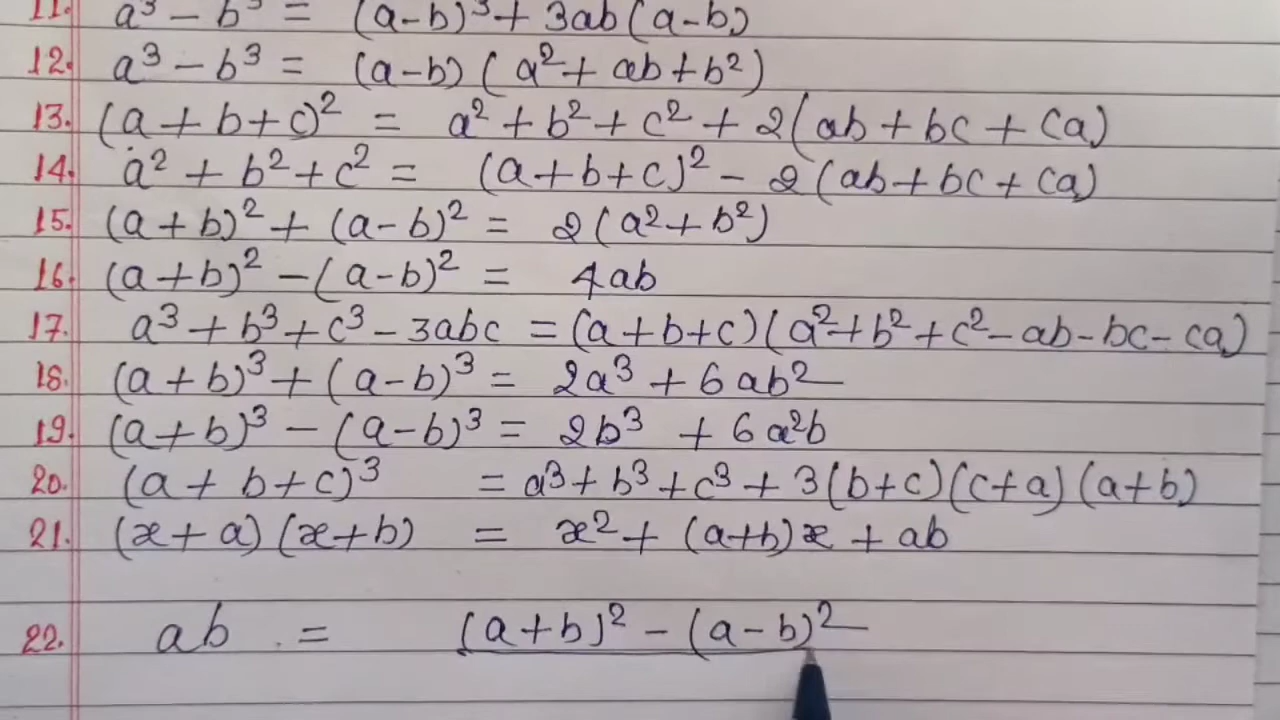 11. a³ - b³ = (a-b)³ + 3ab(a-b)
12. a³ - b³ = (a-b)(a² + ab + b²)
13. (a + b + c)² = a² + b² + c² + 2(ab + bc + ca)
14. a² + b² + c² = (a + b + c)² - 2(ab + bc + ca)
15. (a + b)² + (a - b)² = 2(a² + b²)
16. (a + b)² - (a - b)² = 4ab
17. a³ + b³ + c³ - 3abc = (a + b + c)(a² + b² + c² - ab - bc - ca)
18. (a + b)³ + (a - b)³ = 2a³ + 6ab²
19. (a + b)³ - (a - b)³ = 2b³ + 6a²b
20. (a + b + c)³ = a³ + b³ + c³ + 3(b+c)(c+a)(a+b)
21. (x + a)(x + b) = x² + (a+b)x + ab
22. ab = (a+b)² - (a-b)²